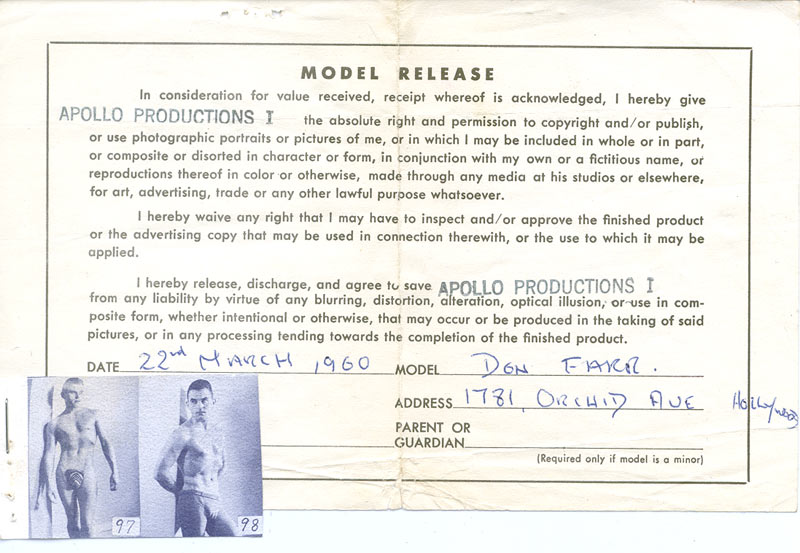 MODEL RELEASE
In consideration for value received, receipt whereof is acknowledged, I hereby give
APOLLO PRODUCTIONS I the absolute right and permission to copyright and/or publish,
or use photographic portraits or pictures of me, or in which I may be included in whole or in part,
or composite or disorted in character or form, in conjunction with my own or a fictitious name, or
reproductions thereof in color or otherwise, made through any media at his studios or elsewhere,
for art, advertising, trade or any other lawful purpose whatsoever.
I hereby waive any right that I may have to inspect and/or approve the finished product
or the advertising copy that may be used in connection therewith, or the use to which it may be
applied.
I hereby release, discharge, and agree to save APOLLO PRODUCTIONS I
from any liability by virtue of any blurring, distortion, alteration, optical illusion, or use in com-
posite form, whether intentional or otherwise, that may occur or be produced in the taking of said
pictures, or in any processing tending towards the completion of the finished product.
DATE 22nd MARCH 1960 MODEL DON FARR.
ADDRESS 1781, ORCHID AVE HOLLYWOOD
PARENT OR
GUARDIAN
(Required only if model is a minor)
97 98